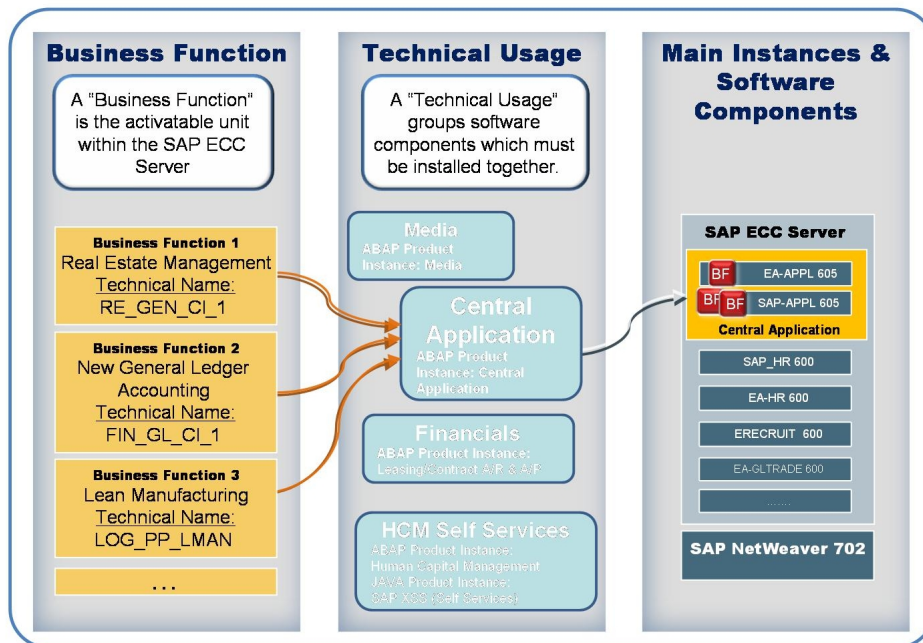 Business Function
A "Business Function"
is the activatable unit
within the SAP ECC
Server
Business Function 1
Real Estate Management
Technical Name:
RE_GEN_CI_1
Business Function 2
New General Ledger
Accounting
Technical Name:
FIN_GL_CI_1
Business Function 3
Lean Manufacturing
Technical Name:
LOG_PP_LMAN
...
Technical Usage
A "Technical Usage"
groups software
components which must
be installed together.
Media
ABAP Product
Instance: Media
Central
Application
ABAP Product
Instance: Central
Application
Financials
ABAP Product Instance:
Leasing/Contract A/R & A/P
HCM Self Services
ABAP Product Instance:
Human Capital Management
JAVA Product Instance:
SAP XSS (Self Services)
Main Instances &
Software
Components
SAP ECC Server
BF EA-APPL 605
BF BF SAP-APPL 605
Central Application
SAP_HR 600
EA-HR 600
ERECRUIT 600
EA-GLTRADE 600
.......
SAP NetWeaver 702